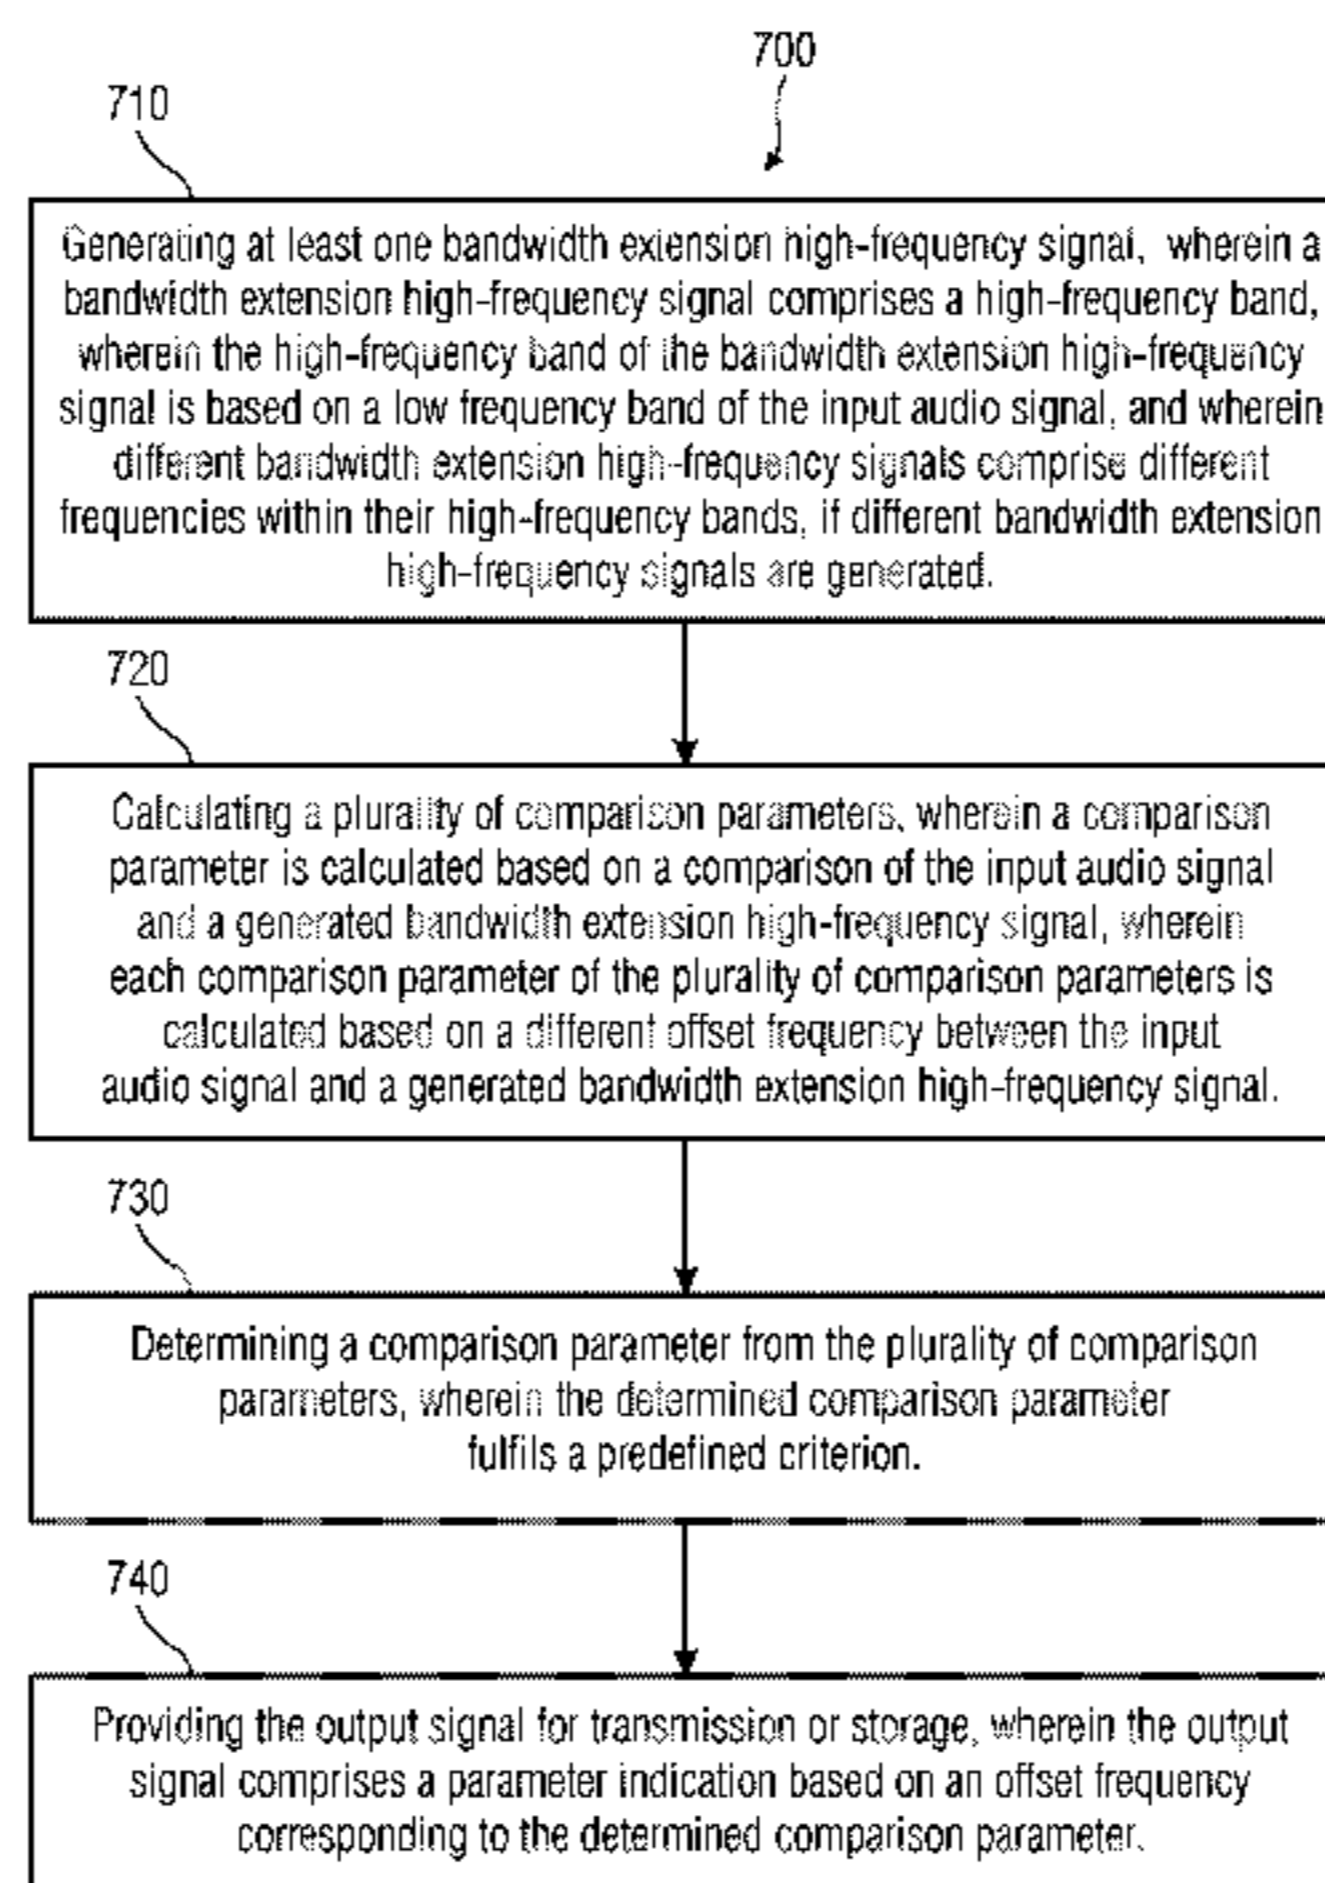 700
710
Generating at least one bandwidth extension high-frequency signal, wherein a
bandwidth extension high-frequency signal comprises a high-frequency band,
wherein the high-frequency band of the bandwidth extension high-frequency
signal is based on a low frequency band of the input audio signal, and wherein
different bandwidth extension high-frequency signals comprise different
frequencies within their high-frequency bands, if different bandwidth extension
high-frequency signals are generated.
720
Calculating a plurality of comparison parameters, wherein a comparison
parameter is calculated based on a comparison of the input audio signal
and a generated bandwidth extension high-frequency signal, wherein
each comparison parameter of the plurality of comparison parameters is
calculated based on a different offset frequency between the input
audio signal and a generated bandwidth extension high-frequency signal.
730
Determining a comparison parameter from the plurality of comparison
parameters, wherein the determined comparison parameter
fulfils a predefined criterion.
740
Providing the output signal for transmission or storage, wherein the output
signal comprises a parameter indication based on an offset frequency
corresponding to the determined comparison parameter.